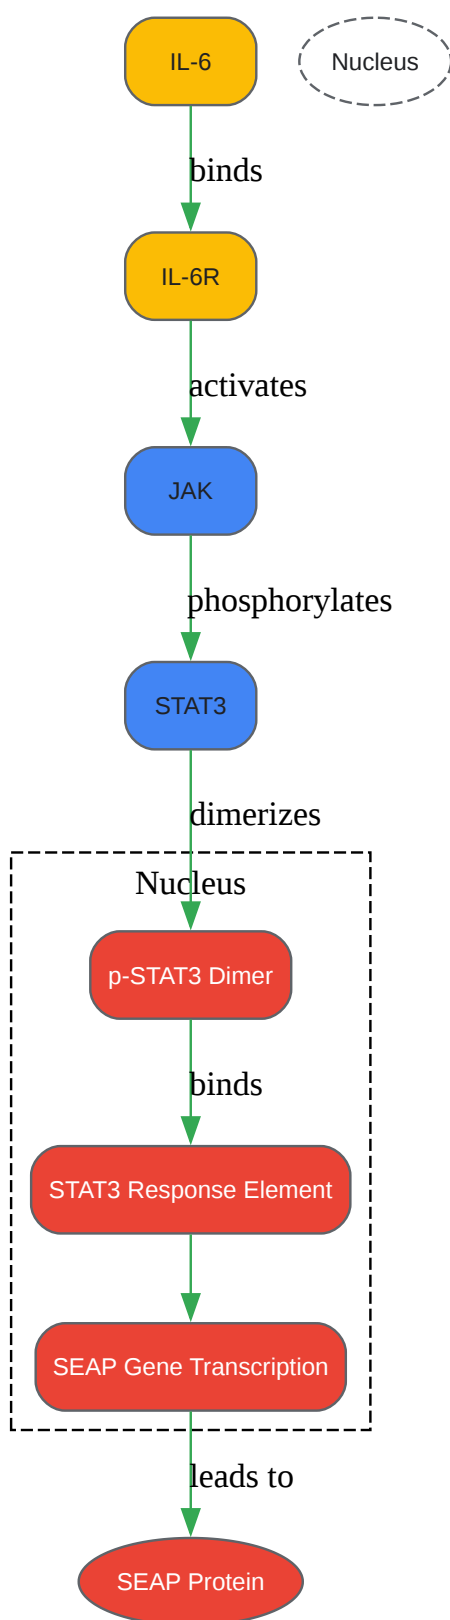 IL-6
Nucleus
binds
IL-6R
activates
JAK
phosphorylates
STAT3
dimerizes
Nucleus
p-STAT3 Dimer
binds
STAT3 Response Element
SEAP Gene Transcription
leads to
SEAP Protein